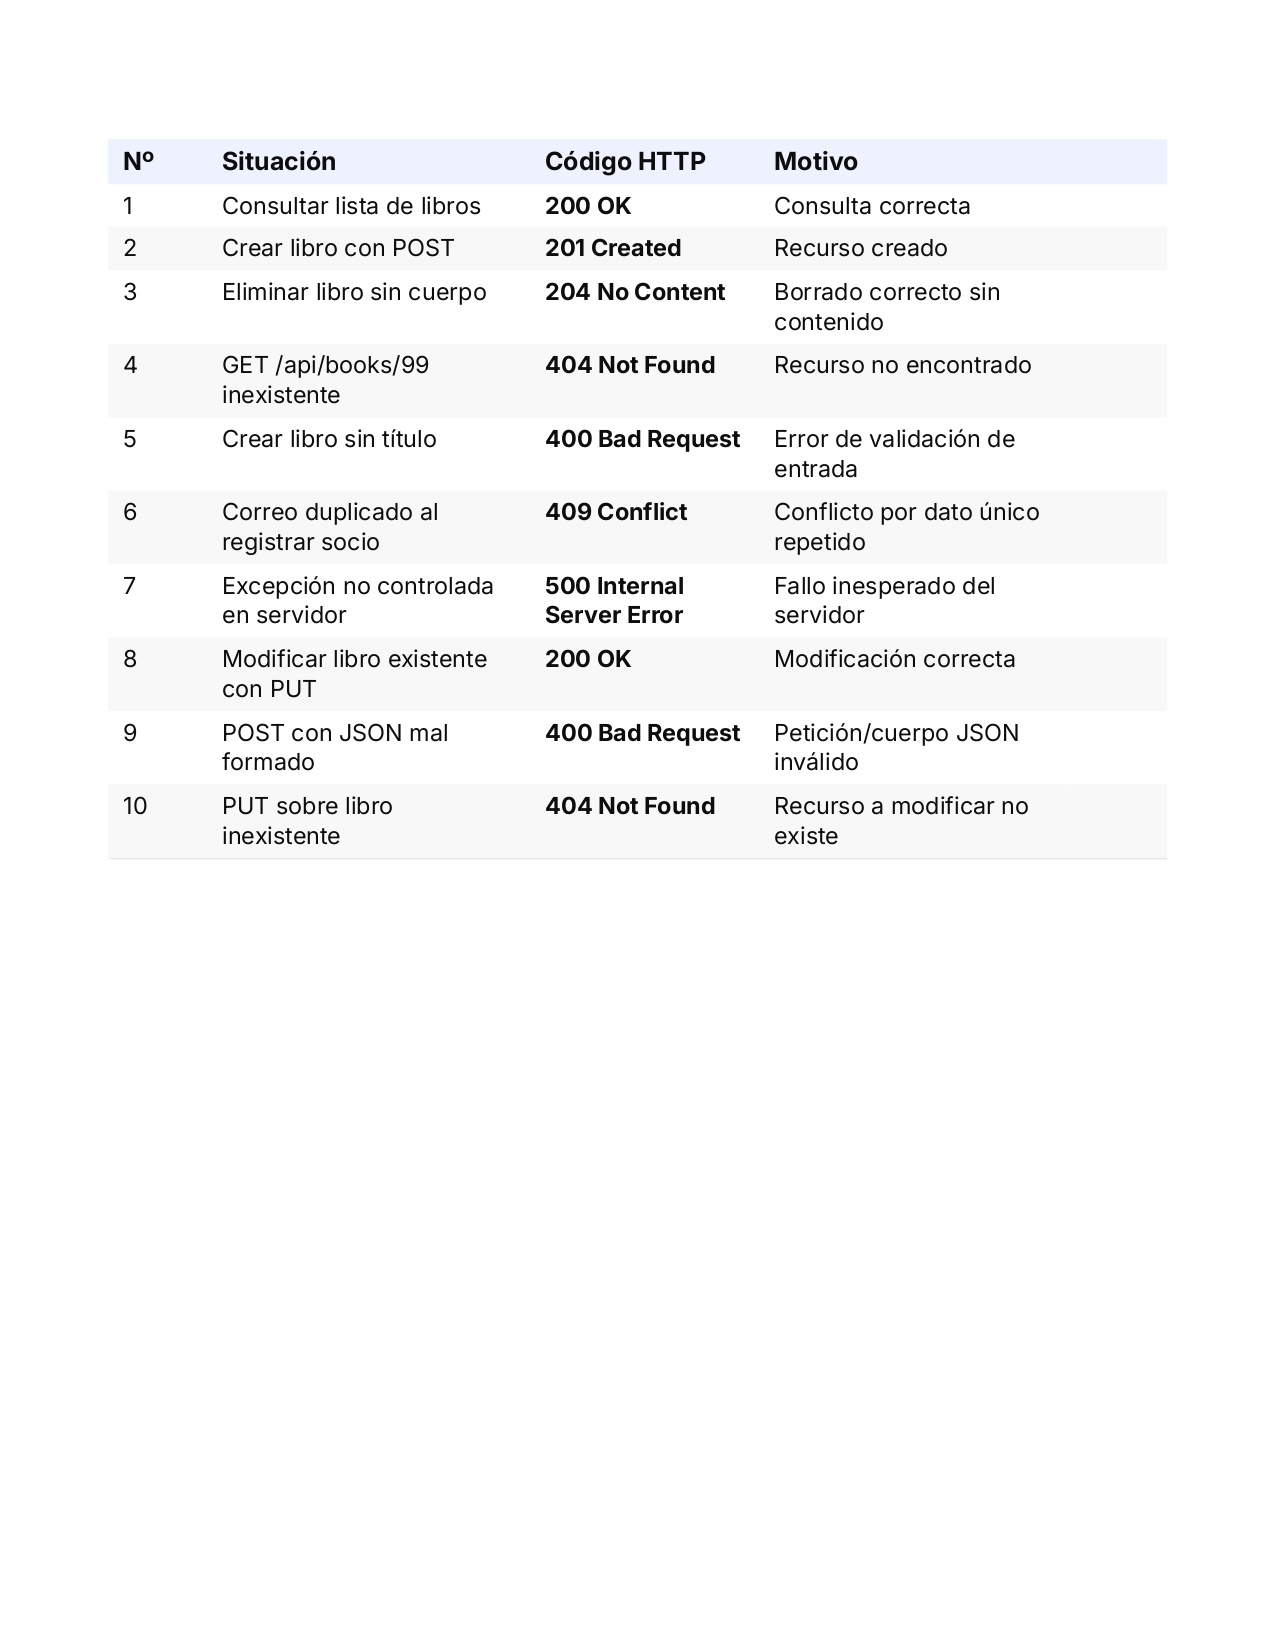 Nº Situación Código HTTP Motivo
1 Consultar lista de libros 200 OK Consulta correcta
2 Crear libro con POST 201 Created Recurso creado
3 Eliminar libro sin cuerpo 204 No Content Borrado correcto sin
contenido
4 GET /api/books/99 404 Not Found Recurso no encontrado
inexistente
5 Crear libro sin título 400 Bad Request Error de validación de
entrada
6 Correo duplicado al 409 Conflict Conflicto por dato único
registrar socio repetido
7 Excepción no controlada 500 Internal Fallo inesperado del
en servidor Server Error servidor
8 Modificar libro existente 200 OK Modificación correcta
con PUT
9 POST con JSON mal 400 Bad Request Petición/cuerpo JSON
formado inválido
10 PUT sobre libro 404 Not Found Recurso a modificar no
inexistente existe